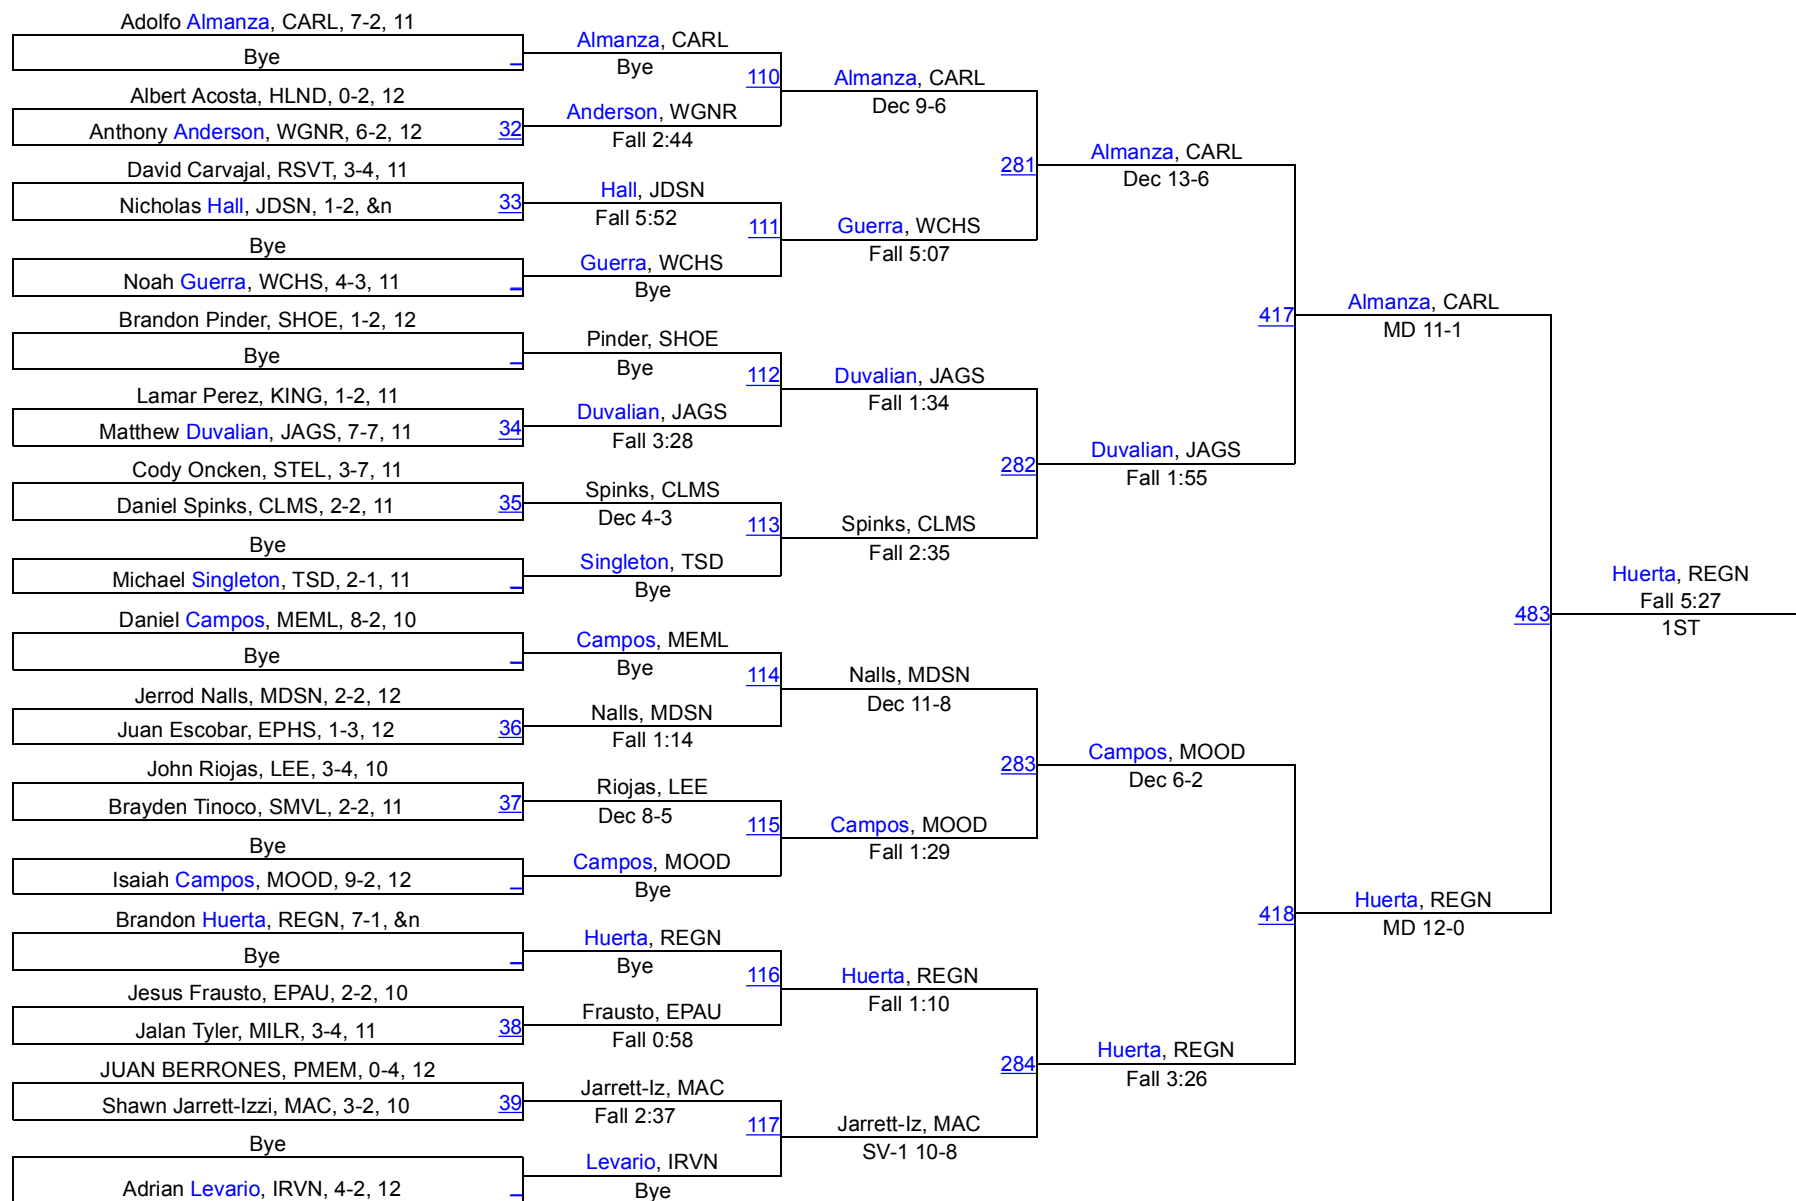 Adolfo Almanza, CARL, 7-2, 11
Bye
Albert Acosta, HLND, 0-2, 12
Anthony Anderson, WGNR, 6-2, 12
32
David Carvajal, RSVT, 3-4, 11
Nicholas Hall, JDSN, 1-2, &n
33
Bye
Noah Guerra, WCHS, 4-3, 11
Brandon Pinder, SHOE, 1-2, 12
Bye
Lamar Perez, KING, 1-2, 11
Matthew Duvalian, JAGS, 7-7, 11
34
Cody Oncken, STEL, 3-7, 11
Daniel Spinks, CLMS, 2-2, 11
35
Bye
Michael Singleton, TSD, 2-1, 11
Daniel Campos, MEML, 8-2, 10
Bye
Jerrod Nalls, MDSN, 2-2, 12
Juan Escobar, EPHS, 1-3, 12
36
John Riojas, LEE, 3-4, 10
Brayden Tinoco, SMVL, 2-2, 11
37
Bye
Isaiah Campos, MOOD, 9-2, 12
Brandon Huerta, REGN, 7-1, &n
Bye
Jesus Frausto, EPAU, 2-2, 10
Jalan Tyler, MILR, 3-4, 11
38
JUAN BERRONES, PMEM, 0-4, 12
Shawn Jarrett-Izzi, MAC, 3-2, 10
39
Bye
Adrian Levario, IRVN, 4-2, 12
Almanza, CARL
Bye
110
Anderson, WGNR
Fall 2:44
Hall, JDSN
Fall 5:52
111
Guerra, WCHS
Bye
Pinder, SHOE
Bye
112
Duvalian, JAGS
Fall 3:28
Spinks, CLMS
Dec 4-3
113
Singleton, TSD
Bye
Campos, MEML
Bye
114
Nalls, MDSN
Fall 1:14
Riojas, LEE
Dec 8-5
115
Campos, MOOD
Bye
Huerta, REGN
Bye
116
Frausto, EPAU
Fall 0:58
Jarrett-Iz, MAC
Fall 2:37
117
Levario, IRVN
Bye
Almanza, CARL
Dec 9-6
281
Guerra, WCHS
Fall 5:07
Duvalian, JAGS
Fall 1:34
282
Spinks, CLMS
Fall 2:35
Nalls, MDSN
Dec 11-8
283
Campos, MOOD
Fall 1:29
Huerta, REGN
Fall 1:10
284
Jarrett-Iz, MAC
SV-1 10-8
Almanza, CARL
Dec 13-6
417
Duvalian, JAGS
Fall 1:55
Campos, MOOD
Dec 6-2
418
Huerta, REGN
Fall 3:26
Almanza, CARL
MD 11-1
483
Huerta, REGN
MD 12-0
Huerta, REGN
Fall 5:27
1ST